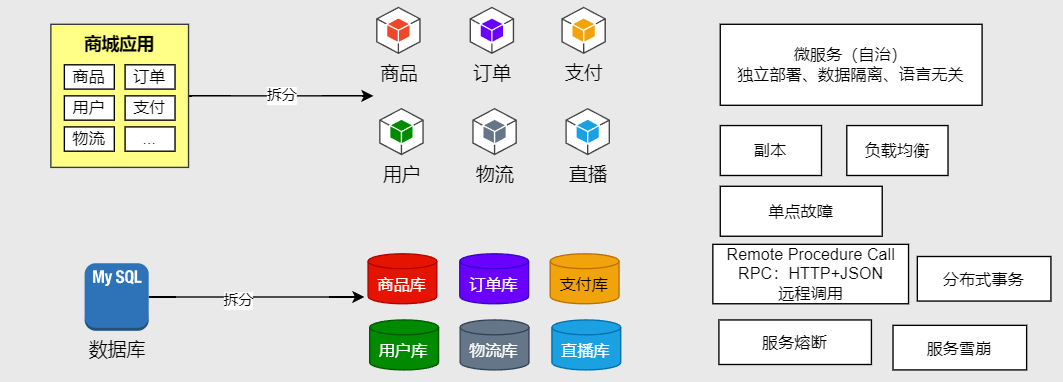 商城应用
商品
订单
用户
支付
物流
...
拆分
商品
订单
支付
用户
物流
直播
My SQL
数据库
拆分
商品库
订单库
支付库
用户库
物流库
直播库
微服务（自治）
独立部署、数据隔离、语言无关
副本
负载均衡
单点故障
Remote Procedure Call
RPC：HTTP+JSON
远程调用
分布式事务
服务熔断
服务雪崩